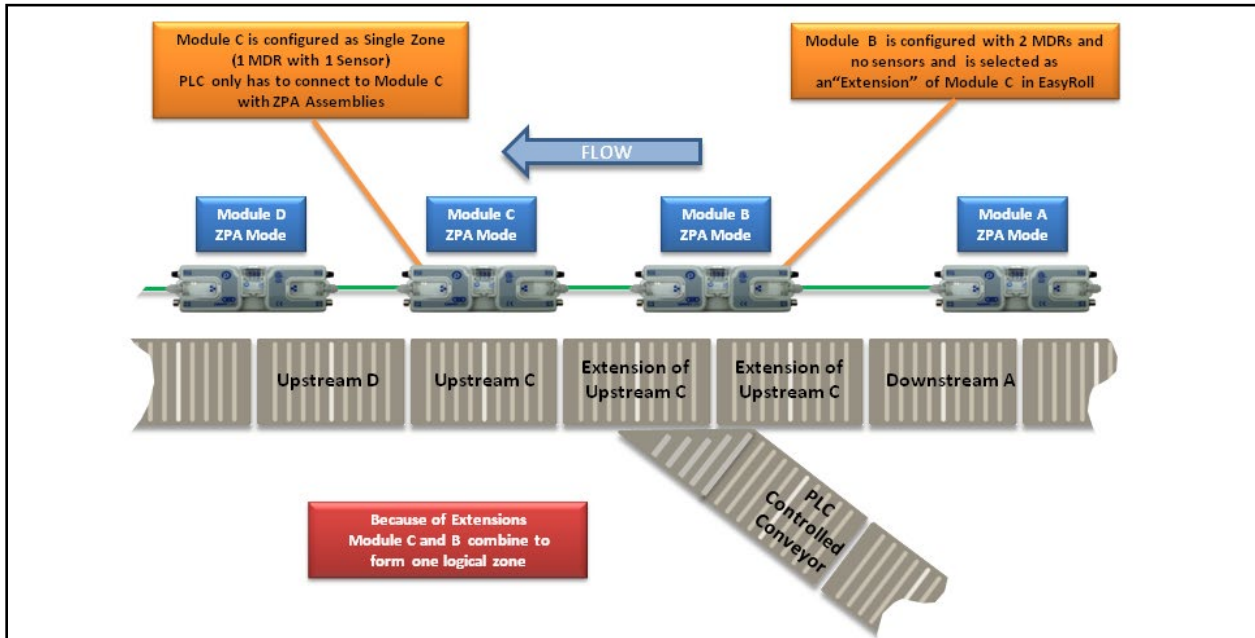 Module C is configured as Single Zone
(1 MDR with 1 Sensor)
PLC only has to connect to Module C
with ZPA Assemblies
Module B is configured with 2 MDRs and
no sensors and is selected as
an“Extension” of Module C in EasyRoll
FLOW
Module D
ZPA Mode
Module C
ZPA Mode
Module B
ZPA Mode
Module A
ZPA Mode
Upstream D
Upstream C
Extension of
Upstream C
Extension of
Upstream C
Downstream A
PLC
Controlled
Conveyor
Because of Extensions
Module C and B combine to
form one logical zone